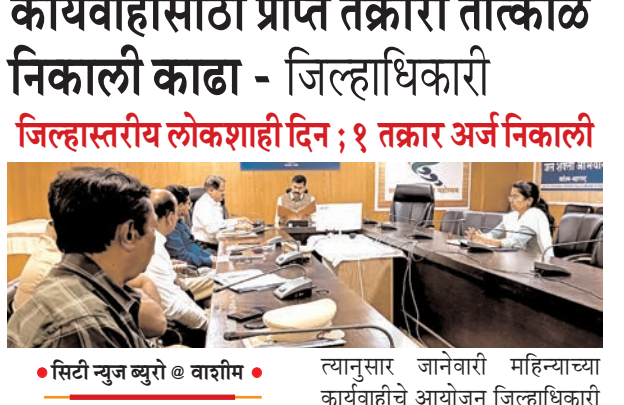 कार्यवाहीसाठी प्राप्त तक्रारी तात्काळ
निकाली काढा - जिल्हाधिकारी
जिल्हास्तरीय लोकशाही दिन ; १ तक्रार अर्ज निकाली
सिटी न्युज ब्युरो @ वाशीम
त्यानुसार जानेवारी महिन्याच्या
कार्यवाहीचे आयोजन जिल्हाधिकारी